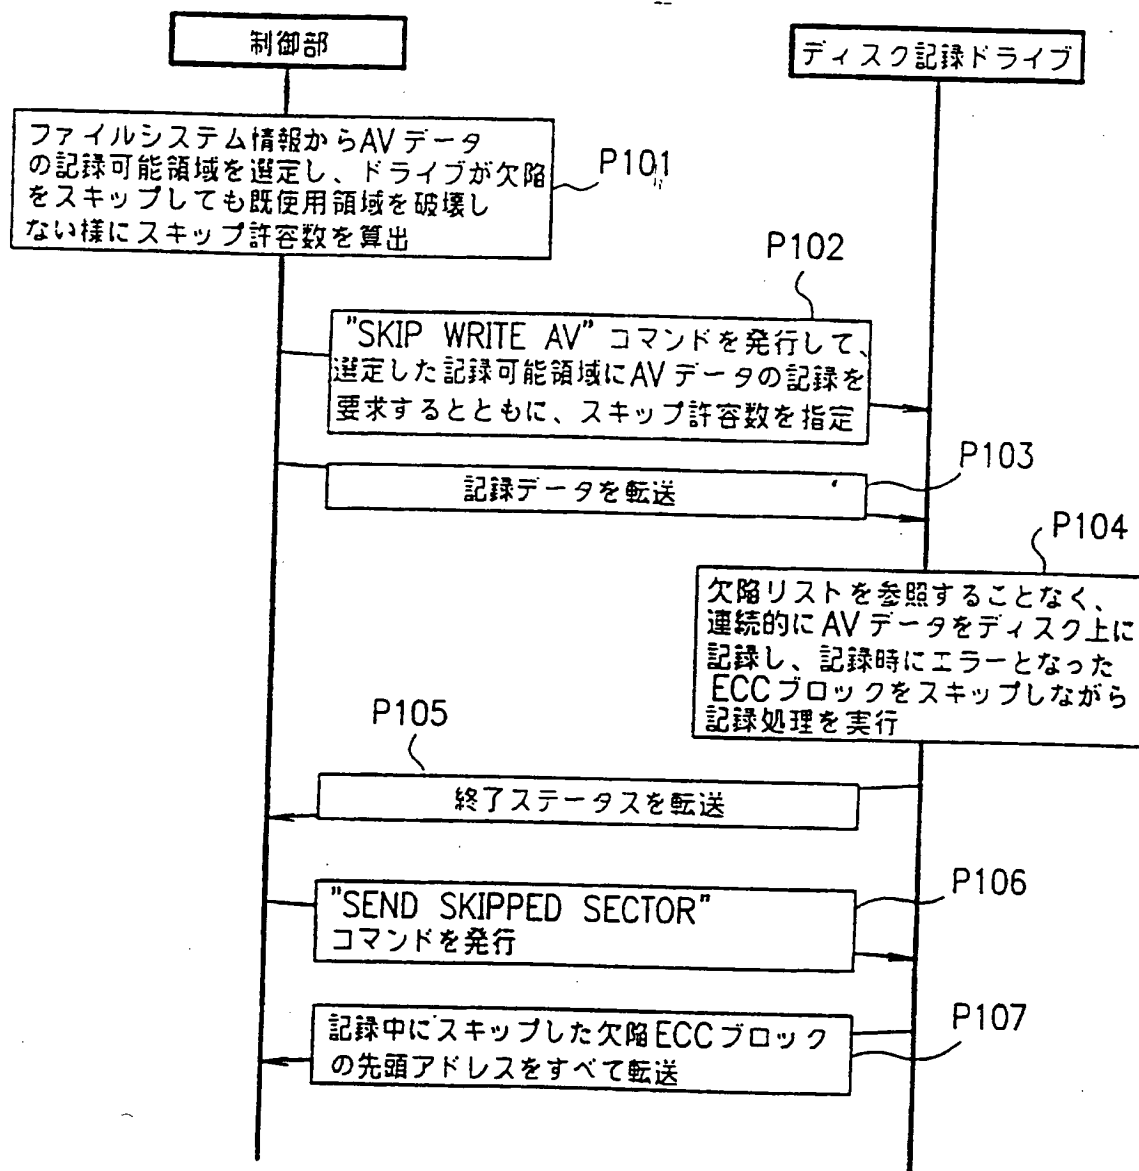 制御部
ディスク記録ドライブ
ファイルシステム情報からAVデータ
の記録可能領域を選定し、ドライブが欠陥
をスキップしても既使用領域を破壊し
ない様にスキップ許容数を算出
P101
P102
"SKIP WRITE AV" コマンドを発行して、
選定した記録可能領域にAVデータの記録を
要求するとともに、スキップ許容数を指定
P103
記録データを転送
P104
欠陥リストを参照することなく、
連続的にAVデータをディスク上に
記録し、記録時にエラーとなった
ECCブロックをスキップしながら
記録処理を実行
P105
終了ステータスを転送
P106
"SEND SKIPPED SECTOR"
コマンドを発行
P107
記録中にスキップした欠陥ECCブロック
の先頭アドレスをすべて転送